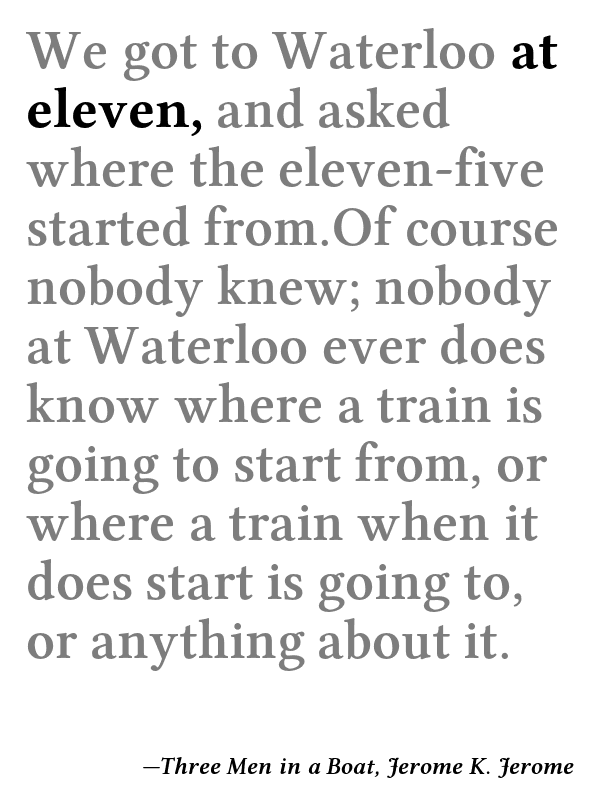 We got to Waterloo at
eleven, and asked
where the eleven-five
started from.Of course
nobody knew; nobody
at Waterloo ever does
know where a train is
going to start from, or
where a train when it
does start is going to,
or anything about it.
—Three Men in a Boat, Jerome K. Jerome